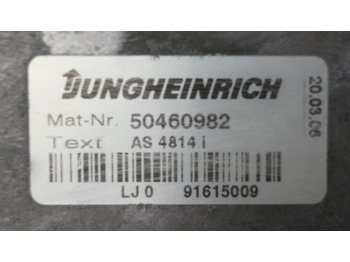 JUNGHEINRICH
Mat-Nr. 50460982
Text AS 4814 i
LJ 0 91615009
20.03.06